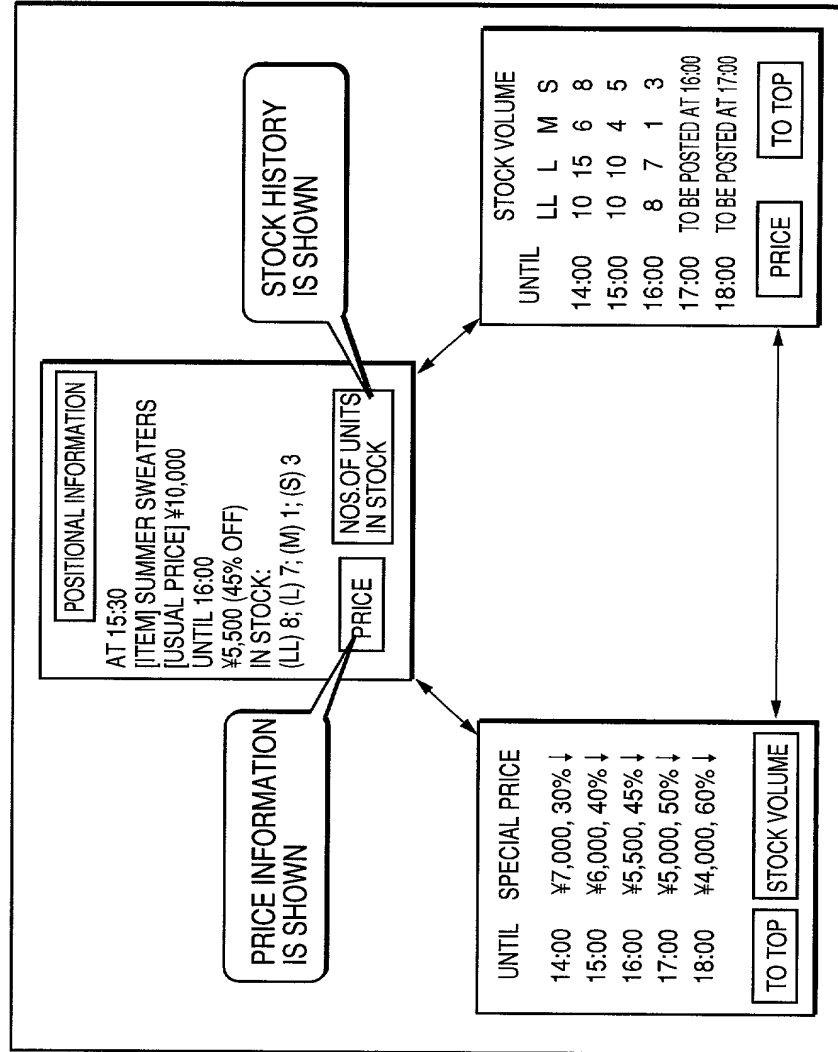 POSITIONAL INFORMATION
AT 15:30
[ITEM] SUMMER SWEATERS
[USUAL PRICE] ¥10,000
UNTIL 16:00
¥5,500 (45% OFF)
IN STOCK:
(LL) 8; (L) 7; (M) 1; (S) 3
PRICE
NOS.OF UNITS
IN STOCK
PRICE INFORMATION
IS SHOWN
STOCK HISTORY
IS SHOWN
UNTIL SPECIAL PRICE
14:00 ¥7,000, 30% ↓
15:00 ¥6,000, 40% ↓
16:00 ¥5,500, 45% ↓
17:00 ¥5,000, 50% ↓
18:00 ¥4,000, 60% ↓
TO TOP
STOCK VOLUME
UNTIL STOCK VOLUME
LL L M S
14:00 10 15 6 8
15:00 10 10 4 5
16:00 8 7 1 3
17:00 TO BE POSTED AT 16:00
18:00 TO BE POSTED AT 17:00
PRICE
TO TOP